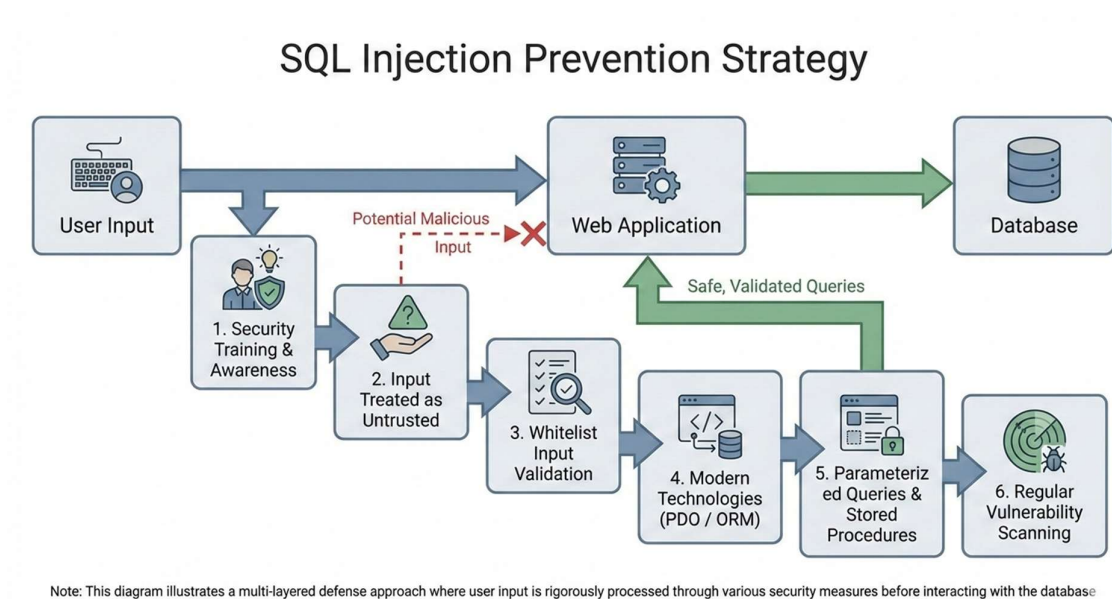 SQL Injection Prevention Strategy
User Input
Web Application
Database
Potential Malicious
Input
Safe, Validated Queries
1. Security
Training &
Awareness
2. Input
Treated as
Untrusted
3. Whitelist
Input
Validation
4. Modern
Technologies
(PDO / ORM)
5. Parameteriz
ed Queries &
Stored
Procedures
6. Regular
Vulnerability
Scanning
Note: This diagram illustrates a multi-layered defense approach where user input is rigorously processed through various security measures before interacting with the database